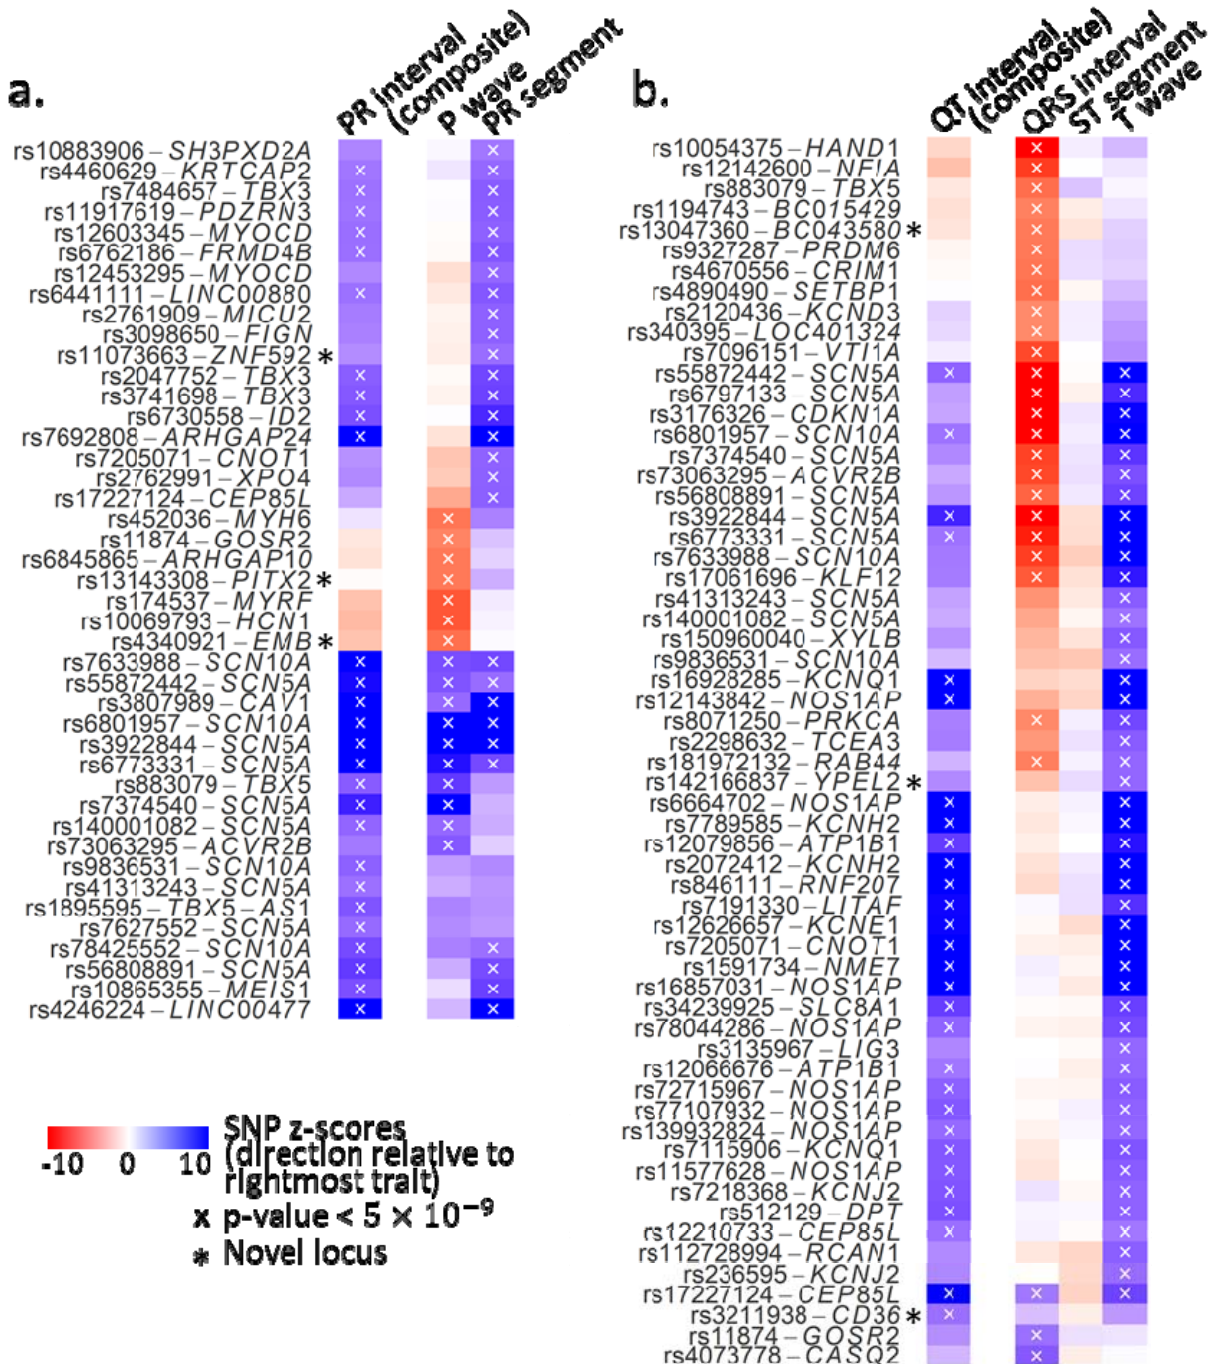 a.
PR interval
(composite)
P wave
PR segment
rs10883906 – SH3PXD2A
rs4460629 – KRTCAP2
rs7484657 – TBX3
rs11917619 – PDZRN3
rs12603345 – MYOCD
rs6762186 – FRMD4B
rs12453295 – MYOCD
rs6441111 – LINC00880
rs2761909 – MICU2
rs3098650 – FIGN
rs11073663 – ZNF592 *
rs2047752 – TBX3
rs3741698 – TBX3
rs6730558 – ID2
rs7692808 – ARHGAP24
rs7205071 – CNOT1
rs2762991 – XPO4
rs17227124 – CEP85L
rs452036 – MYH6
rs11874 – GOSR2
rs6845865 – ARHGAP10
rs13143308 – PITX2 *
rs174537 – MYRF
rs10069793 – HCN1
rs4340921 – EMB *
rs7633988 – SCN10A
rs55872442 – SCN5A
rs3807989 – CAV1
rs6801957 – SCN10A
rs3922844 – SCN5A
rs6773331 – SCN5A
rs883079 – TBX5
rs7374540 – SCN5A
rs140001082 – SCN5A
rs73063295 – ACVR2B
rs9836531 – SCN10A
rs41313243 – SCN5A
rs1895595 – TBX5 – AS1
rs7627552 – SCN5A
rs78425552 – SCN10A
rs56808891 – SCN5A
rs10865355 – MEIS1
rs4246224 – LINC00477
SNP z-scores
(direction relative to
rightmost trait)
-10 0 10
x p-value < 5 × 10⁻⁹
* Novel locus
b.
QT interval
(composite)
QRS interval
ST segment
T wave
rs10054375 – HAND1
rs12142600 – NFIA
rs883079 – TBX5
rs1194743 – BC015429
rs13047360 – BC043580 *
rs9327287 – PRDM6
rs4670556 – CRIM1
rs4890490 – SETBP1
rs2120436 – KCND3
rs340395 – LOC401324
rs7096151 – VTI1A
rs55872442 – SCN5A
rs6797133 – SCN5A
rs3176326 – CDKN1A
rs6801957 – SCN10A
rs7374540 – SCN5A
rs73063295 – ACVR2B
rs56808891 – SCN5A
rs3922844 – SCN5A
rs6773331 – SCN5A
rs7633988 – SCN10A
rs17061696 – KLF12
rs41313243 – SCN5A
rs140001082 – SCN5A
rs150960040 – XYLB
rs9836531 – SCN10A
rs16928285 – KCNQ1
rs12143842 – NOS1AP
rs8071250 – PRKCA
rs2298632 – TCEA3
rs181972132 – RAB44
rs142166837 – YPEL2 *
rs6664702 – NOS1AP
rs7789585 – KCNH2
rs12079856 – ATP1B1
rs2072412 – KCNH2
rs846111 – RNF207
rs7191330 – LITAF
rs12626657 – KCNE1
rs7205071 – CNOT1
rs1591734 – NME7
rs16857031 – NOS1AP
rs34239925 – SLC8A1
rs78044286 – NOS1AP
rs3135967 – LIG3
rs12066676 – ATP1B1
rs72715967 – NOS1AP
rs77107932 – NOS1AP
rs139932824 – NOS1AP
rs7115906 – KCNQ1
rs11577628 – NOS1AP
rs7218368 – KCNJ2
rs512129 – DPT
rs12210733 – CEP85L
rs112728994 – RCAN1
rs236595 – KCNJ2
rs17227124 – CEP85L
rs3211938 – CD36 *
rs11874 – GOSR2
rs4073778 – CASQ2